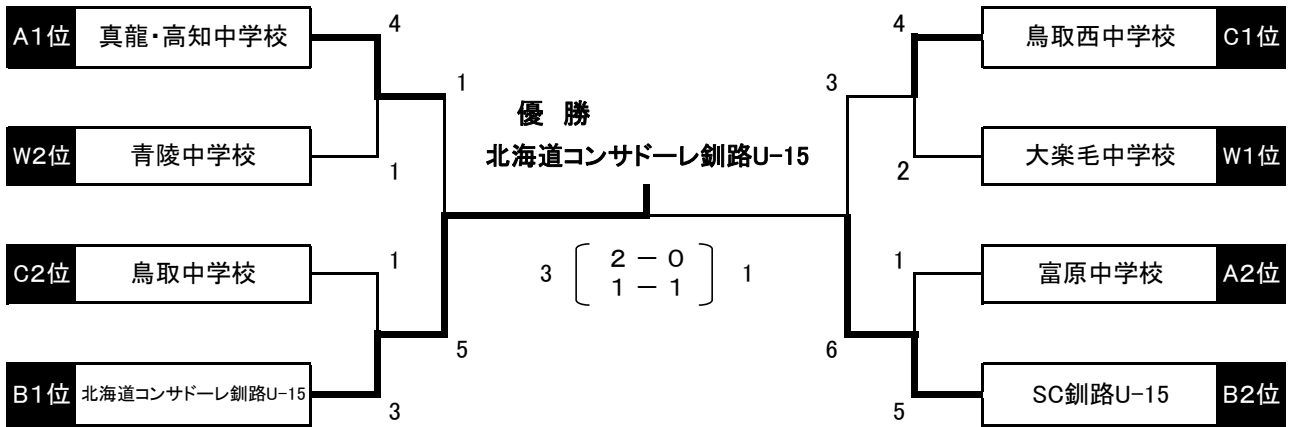 A1位 真龍・高知中学校 4
4 鳥取西中学校 C1位
1
3
優 勝
北海道コンサドーレ釧路U-15
W2位 青陵中学校 1
2 大楽毛中学校 W1位
C2位 鳥取中学校 1
3 2 - 0 1
1 - 1
1 富原中学校 A2位
5
6
B1位 北海道コンサドーレ釧路U-15 3
5 SC釧路U-15 B2位